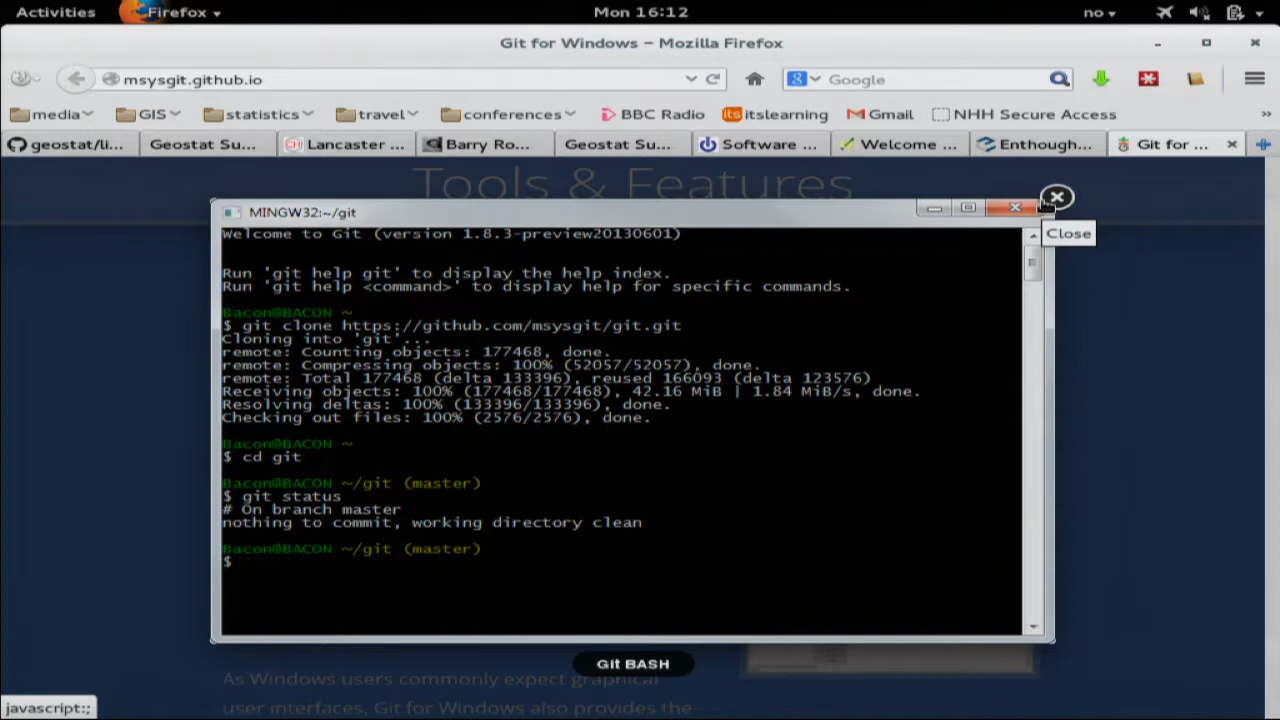 Activities Firefox Mon 16:12 no
Git for Windows – Mozilla Firefox
msysgit.github.io Google
media GIS statistics travel conferences BBC Radio itslearning Gmail NHH Secure Access »
geostat/li... Geostat Su... Lancaster ... Barry Ro... Geostat Su... Software ... Welcome ... Enthough... Git for ...
Tools & Features
MINGW32:~/git
Close
Welcome to Git (version 1.8.3-preview20130601)
Run 'git help git' to display the help index.
Run 'git help <command>' to display help for specific commands.
Bacon@BACON ~
$ git clone https://github.com/msysgit/git.git
Cloning into 'git'...
remote: Counting objects: 177468, done.
remote: Compressing objects: 100% (52057/52057), done.
remote: Total 177468 (delta 133396), reused 166093 (delta 123576)
Receiving objects: 100% (177468/177468), 42.16 MiB | 1.84 MiB/s, done.
Resolving deltas: 100% (133396/133396), done.
Checking out files: 100% (2576/2576), done.
Bacon@BACON ~
$ cd git
Bacon@BACON ~/git (master)
$ git status
# On branch master
nothing to commit, working directory clean
Bacon@BACON ~/git (master)
$
Git BASH
As Windows users commonly expect graphical
user interfaces, Git for Windows also provides the
javascript:;